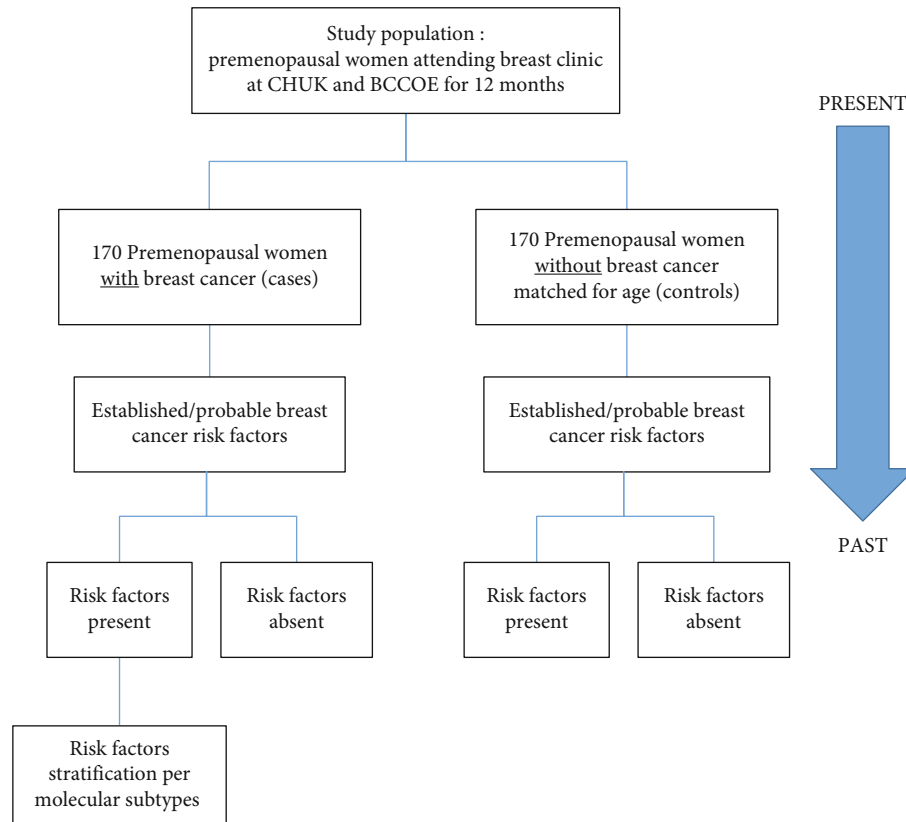 Study population :
premenopausal women attending breast clinic
at CHUK and BCCOE for 12 months
PRESENT
170 Premenopausal women
with breast cancer (cases)
170 Premenopausal women
without breast cancer
matched for age (controls)
Established/probable breast
cancer risk factors
Established/probable breast
cancer risk factors
PAST
Risk factors
present
Risk factors
absent
Risk factors
present
Risk factors
absent
Risk factors
stratification per
molecular subtypes